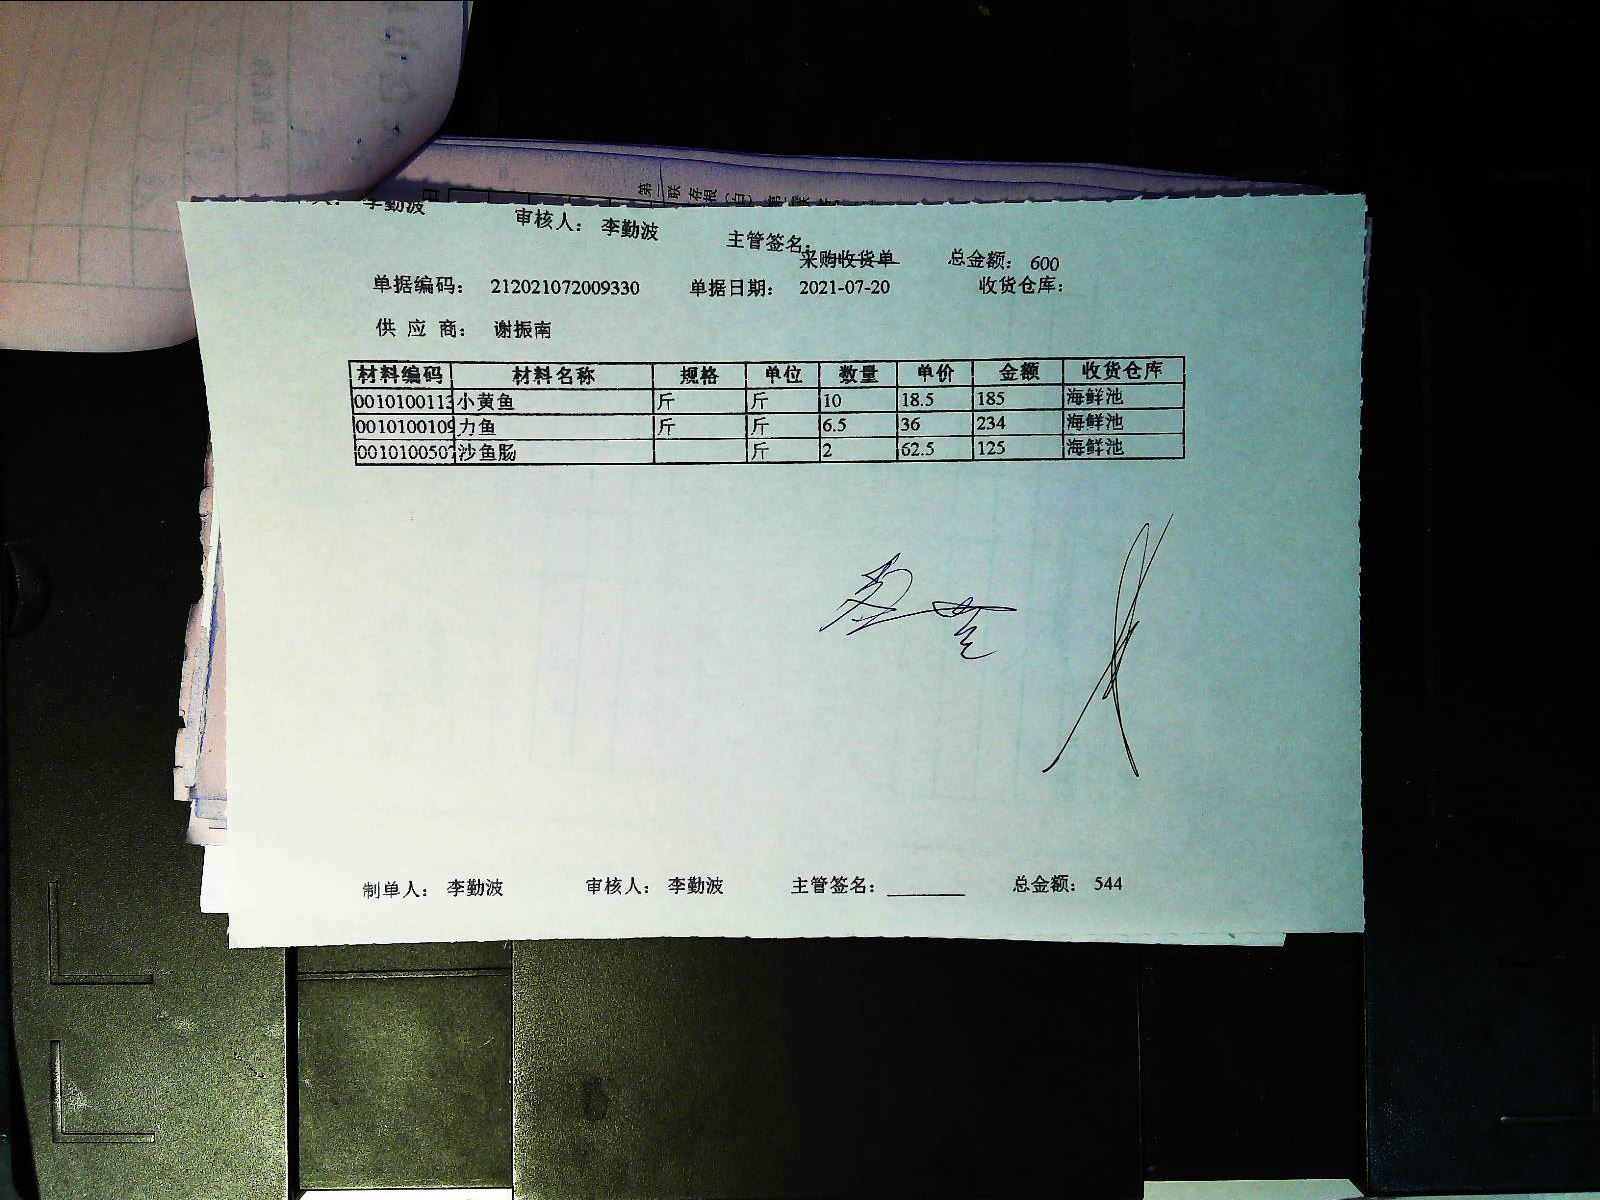 李勤波 审核人： 李勤波 主管签名： 总金额： 600
采购收货单
单据编码： 212021072009330 单据日期： 2021-07-20 收货仓库：
供 应 商： 谢振南
材料编码 材料名称 规格 单位 数量 单价 金额 收货仓库
0010100113 小黄鱼 斤 斤 10 18.5 185 海鲜池
0010100109 力鱼 斤 斤 6.5 36 234 海鲜池
0010100507 沙鱼肠 斤 2 62.5 125 海鲜池
制单人： 李勤波 审核人： 李勤波 主管签名： 总金额： 544